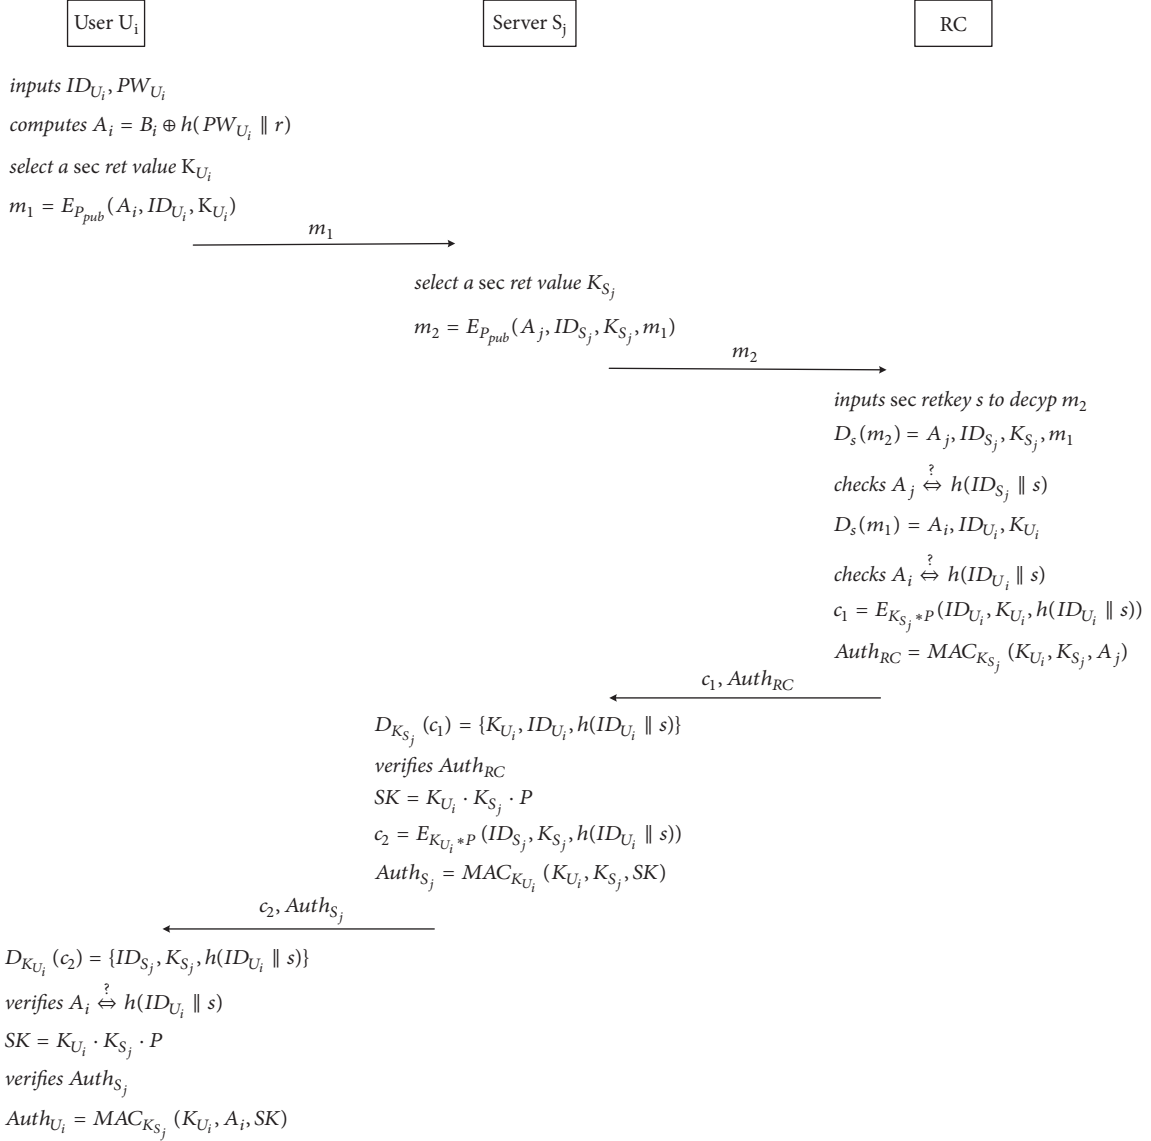 User U_i
Server S_j
RC
inputs ID_{U_i}, PW_{U_i}
computes A_i = B_i ⊕ h(PW_{U_i} ∥ r)
select a sec ret value K_{U_i}
m_1 = E_{P_{pub}}(A_i, ID_{U_i}, K_{U_i})
m_1
select a sec ret value K_{S_j}
m_2 = E_{P_{pub}}(A_j, ID_{S_j}, K_{S_j}, m_1)
m_2
inputs sec retkey s to decyp m_2
D_s(m_2) = A_j, ID_{S_j}, K_{S_j}, m_1
checks A_j \overset{?}{⇔} h(ID_{S_j} ∥ s)
D_s(m_1) = A_i, ID_{U_i}, K_{U_i}
checks A_i \overset{?}{⇔} h(ID_{U_i} ∥ s)
c_1 = E_{K_{S_j}*P}(ID_{U_i}, K_{U_i}, h(ID_{U_i} ∥ s))
Auth_{RC} = MAC_{K_{S_j}} (K_{U_i}, K_{S_j}, A_j)
c_1, Auth_{RC}
D_{K_{S_j}} (c_1) = {K_{U_i}, ID_{U_i}, h(ID_{U_i} ∥ s)}
verifies Auth_{RC}
SK = K_{U_i} · K_{S_j} · P
c_2 = E_{K_{U_i}*P}(ID_{S_j}, K_{S_j}, h(ID_{U_i} ∥ s))
Auth_{S_j} = MAC_{K_{U_i}} (K_{U_i}, K_{S_j}, SK)
c_2, Auth_{S_j}
D_{K_{U_i}} (c_2) = {ID_{S_j}, K_{S_j}, h(ID_{U_i} ∥ s)}
verifies A_i \overset{?}{⇔} h(ID_{U_i} ∥ s)
SK = K_{U_i} · K_{S_j} · P
verifies Auth_{S_j}
Auth_{U_i} = MAC_{K_{S_j}} (K_{U_i}, A_i, SK)